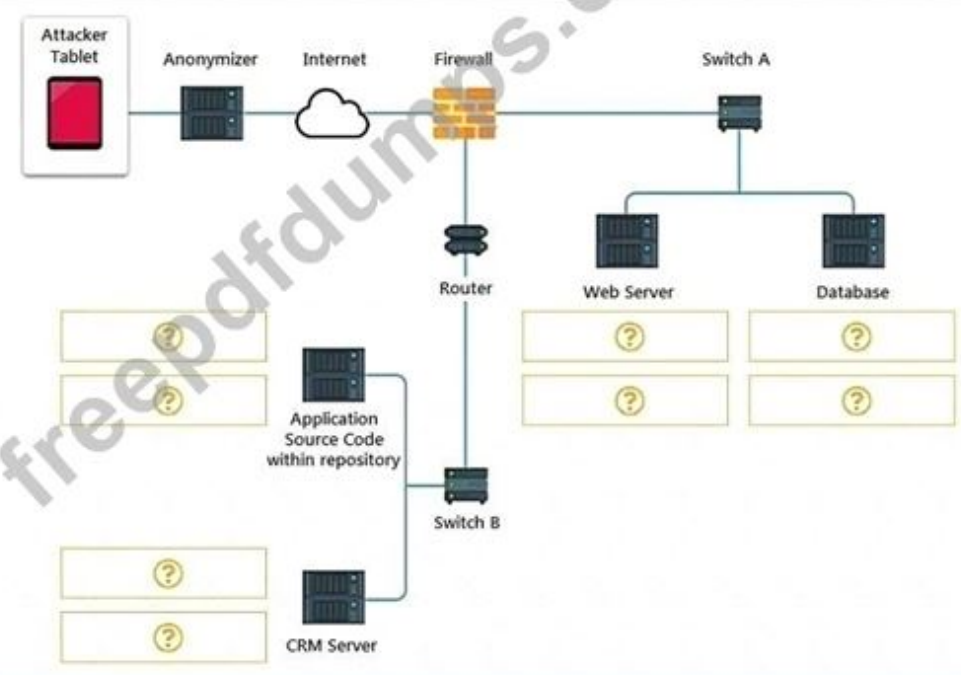 Attacker
Tablet
Anonymizer
Internet
Firewall
Switch A
Router
Web Server
Database
?
?
?
?
?
?
Application
Source Code
within repository
?
?
Switch B
CRM Server
freepdfdumps.